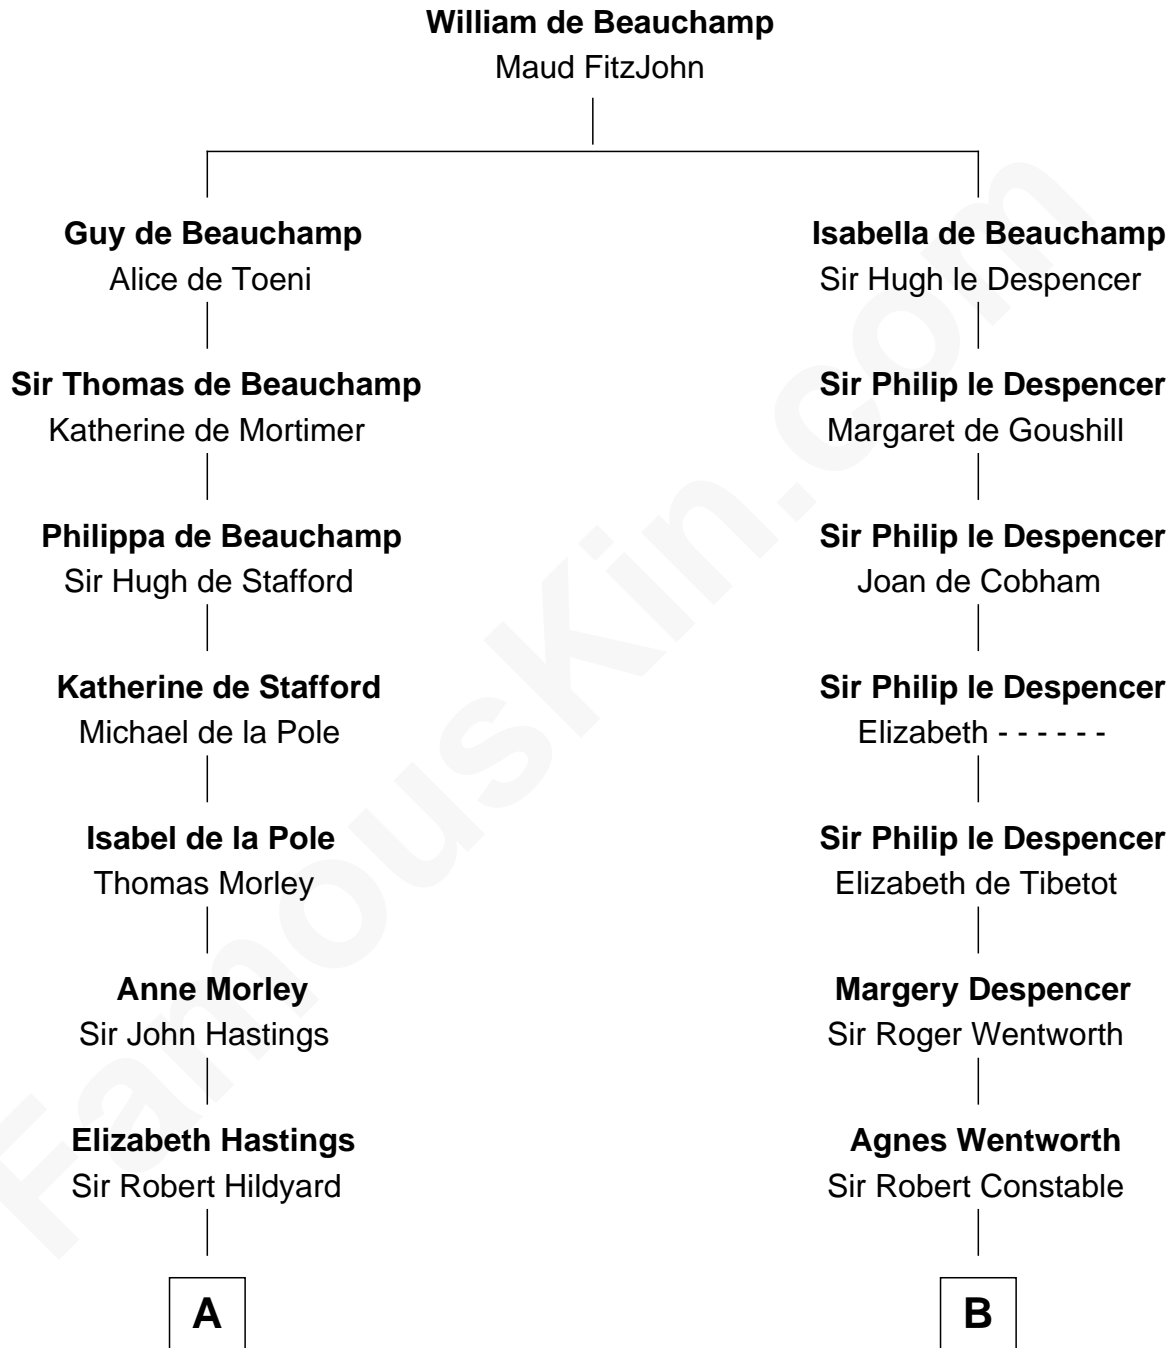 William de Beauchamp
Maud FitzJohn
Guy de Beauchamp
Alice de Toeni
Isabella de Beauchamp
Sir Hugh le Despencer
Sir Thomas de Beauchamp
Katherine de Mortimer
Sir Philip le Despencer
Margaret de Goushill
Philippa de Beauchamp
Sir Hugh de Stafford
Sir Philip le Despencer
Joan de Cobham
Katherine de Stafford
Michael de la Pole
Sir Philip le Despencer
Elizabeth - - - - - -
Isabel de la Pole
Thomas Morley
Sir Philip le Despencer
Elizabeth de Tibetot
Anne Morley
Sir John Hastings
Margery Despencer
Sir Roger Wentworth
Elizabeth Hastings
Sir Robert Hildyard
Agnes Wentworth
Sir Robert Constable
A
B
FamousKin.com